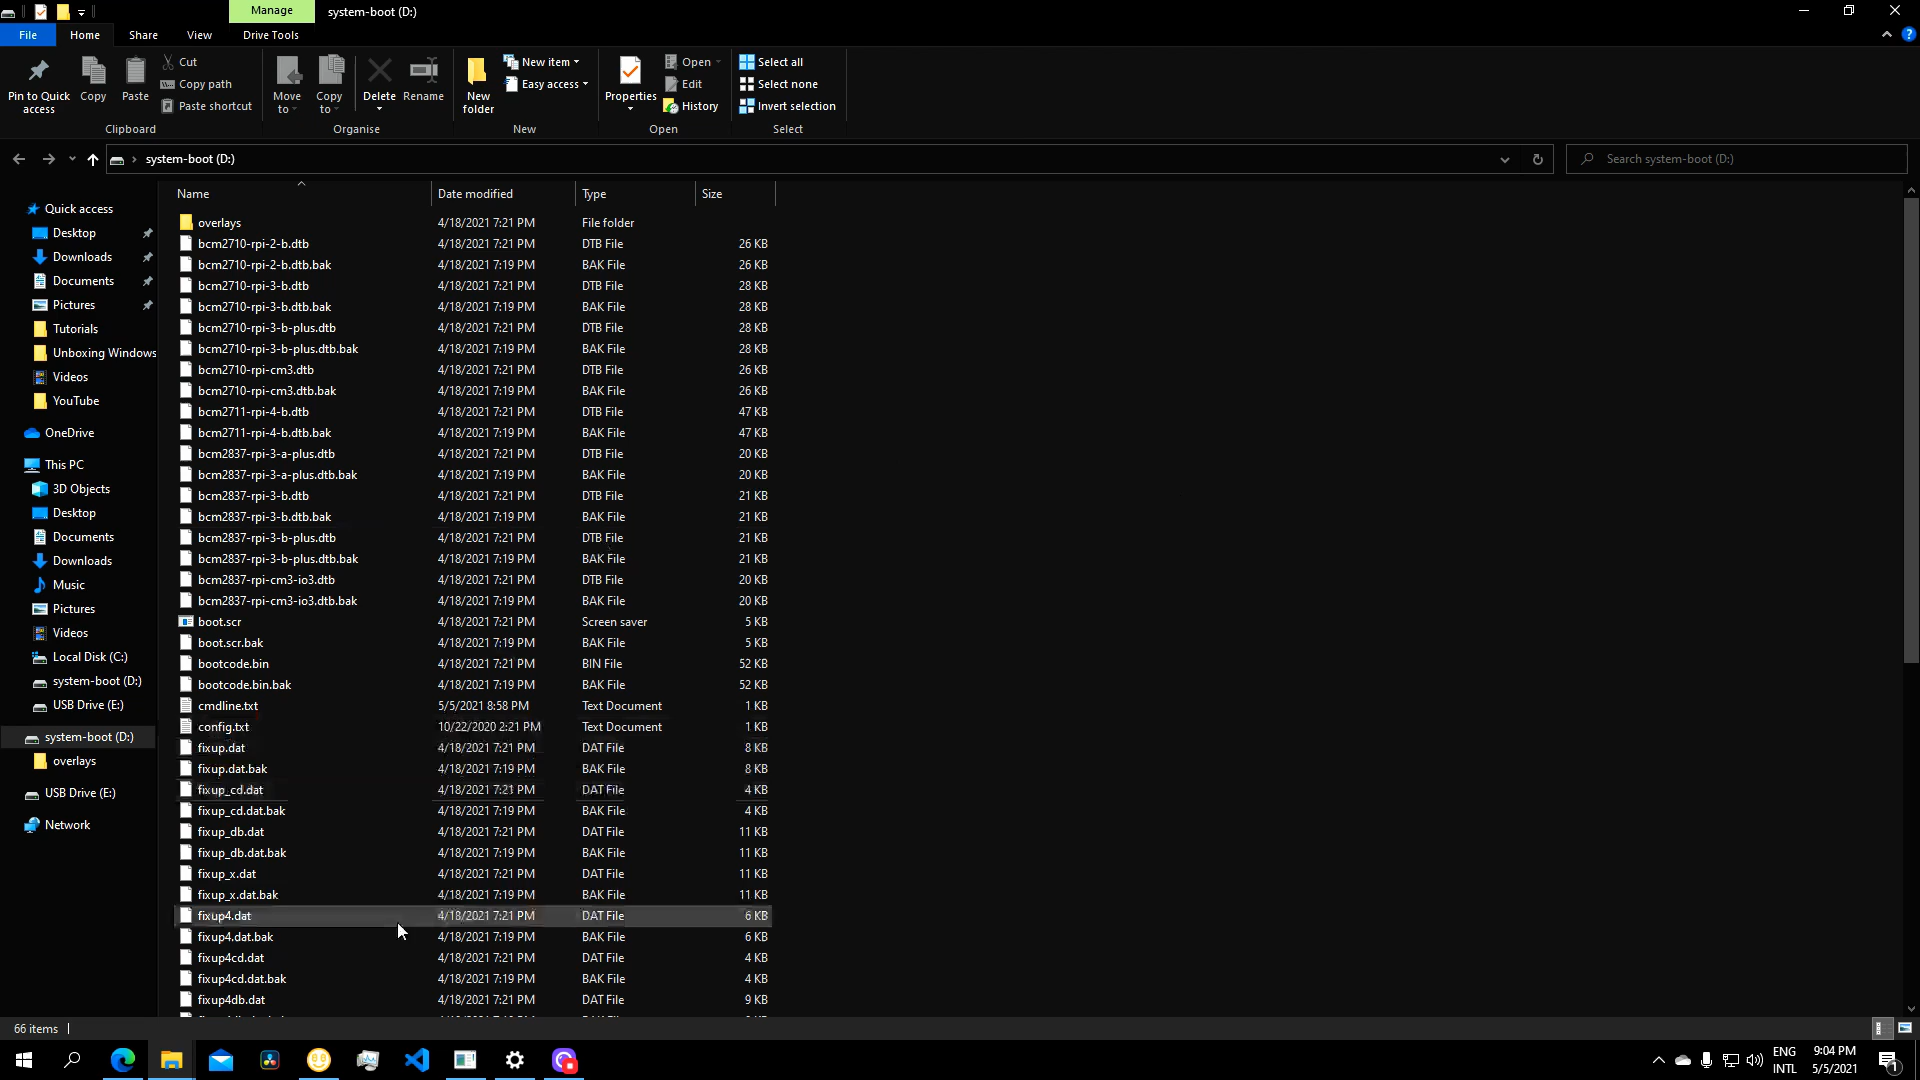 Manage
system-boot (D:)
File
Home
Share
View
Drive Tools
Pin to Quick
access
Copy
Paste
Cut
Copy path
Paste shortcut
Clipboard
Move
to
Copy
to
Delete
Rename
Organise
New
folder
New item
Easy access
New
Properties
Open
Edit
History
Open
Select all
Select none
Invert selection
Select
system-boot (D:)
Search system-boot (D:)
Quick access
Desktop
Downloads
Documents
Pictures
Tutorials
Unboxing Windows
Videos
YouTube
OneDrive
This PC
3D Objects
Desktop
Documents
Downloads
Music
Pictures
Videos
Local Disk (C:)
system-boot (D:)
USB Drive (E:)
system-boot (D:)
overlays
USB Drive (E:)
Network
Name Date modified Type Size
overlays 4/18/2021 7:21 PM File folder
bcm2710-rpi-2-b.dtb 4/18/2021 7:21 PM DTB File 26 KB
bcm2710-rpi-2-b.dtb.bak 4/18/2021 7:19 PM BAK File 26 KB
bcm2710-rpi-3-b.dtb 4/18/2021 7:21 PM DTB File 28 KB
bcm2710-rpi-3-b.dtb.bak 4/18/2021 7:19 PM BAK File 28 KB
bcm2710-rpi-3-b-plus.dtb 4/18/2021 7:21 PM DTB File 28 KB
bcm2710-rpi-3-b-plus.dtb.bak 4/18/2021 7:19 PM BAK File 28 KB
bcm2710-rpi-cm3.dtb 4/18/2021 7:21 PM DTB File 26 KB
bcm2710-rpi-cm3.dtb.bak 4/18/2021 7:19 PM BAK File 26 KB
bcm2711-rpi-4-b.dtb 4/18/2021 7:21 PM DTB File 47 KB
bcm2711-rpi-4-b.dtb.bak 4/18/2021 7:19 PM BAK File 47 KB
bcm2837-rpi-3-a-plus.dtb 4/18/2021 7:21 PM DTB File 20 KB
bcm2837-rpi-3-a-plus.dtb.bak 4/18/2021 7:19 PM BAK File 20 KB
bcm2837-rpi-3-b.dtb 4/18/2021 7:21 PM DTB File 21 KB
bcm2837-rpi-3-b.dtb.bak 4/18/2021 7:19 PM BAK File 21 KB
bcm2837-rpi-3-b-plus.dtb 4/18/2021 7:21 PM DTB File 21 KB
bcm2837-rpi-3-b-plus.dtb.bak 4/18/2021 7:19 PM BAK File 21 KB
bcm2837-rpi-cm3-io3.dtb 4/18/2021 7:21 PM DTB File 20 KB
bcm2837-rpi-cm3-io3.dtb.bak 4/18/2021 7:19 PM BAK File 20 KB
boot.scr 4/18/2021 7:21 PM Screen saver 5 KB
boot.scr.bak 4/18/2021 7:19 PM BAK File 5 KB
bootcode.bin 4/18/2021 7:21 PM BIN File 52 KB
bootcode.bin.bak 4/18/2021 7:19 PM BAK File 52 KB
cmdline.txt 5/5/2021 8:58 PM Text Document 1 KB
config.txt 10/22/2020 2:21 PM Text Document 1 KB
fixup.dat 4/18/2021 7:21 PM DAT File 8 KB
fixup.dat.bak 4/18/2021 7:19 PM BAK File 8 KB
fixup_cd.dat 4/18/2021 7:21 PM DAT File 4 KB
fixup_cd.dat.bak 4/18/2021 7:19 PM BAK File 4 KB
fixup_db.dat 4/18/2021 7:21 PM DAT File 11 KB
fixup_db.dat.bak 4/18/2021 7:19 PM BAK File 11 KB
fixup_x.dat 4/18/2021 7:21 PM DAT File 11 KB
fixup_x.dat.bak 4/18/2021 7:19 PM BAK File 11 KB
fixup4.dat 4/18/2021 7:21 PM DAT File 6 KB
fixup4.dat.bak 4/18/2021 7:19 PM BAK File 6 KB
fixup4cd.dat 4/18/2021 7:21 PM DAT File 4 KB
fixup4cd.dat.bak 4/18/2021 7:19 PM BAK File 4 KB
fixup4db.dat 4/18/2021 7:21 PM DAT File 9 KB
66 items
ENG
INTL
9:04 PM
5/5/2021
1